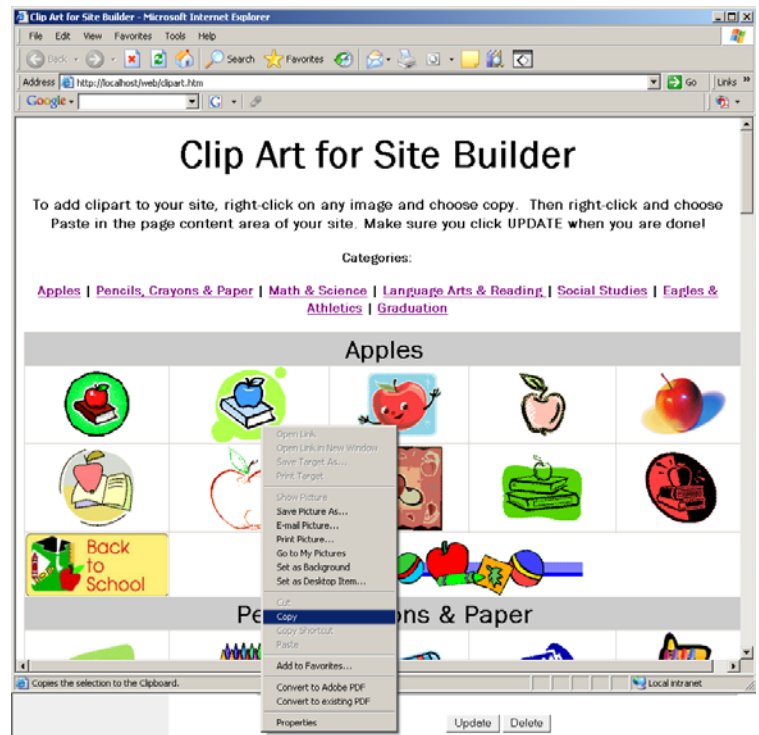 Clip Art for Site Builder - Microsoft Internet Explorer
File Edit View Favorites Tools Help
Back Search Favorites
Address http://localhost/web/clipart.htm Go Links »
Google
Clip Art for Site Builder
To add clipart to your site, right-click on any image and choose copy. Then right-click and choose
Paste in the page content area of your site. Make sure you click UPDATE when you are done!
Categories:
Apples | Pencils, Crayons & Paper | Math & Science | Language Arts & Reading | Social Studies | Eagles &
Athletics | Graduation
Apples
Open Link
Open Link in New Window
Save Target As...
Print Target
Show Picture
Save Picture As...
E-mail Picture...
Print Picture...
Go to My Pictures
Set as Background
Set as Desktop Item...
Cut
Copy
Copy Shortcut
Paste
Add to Favorites...
Convert to Adobe PDF
Convert to existing PDF
Properties
Back
to
School
Pe ons & Paper
Copies the selection to the Clipboard.
Local intranet
Update Delete